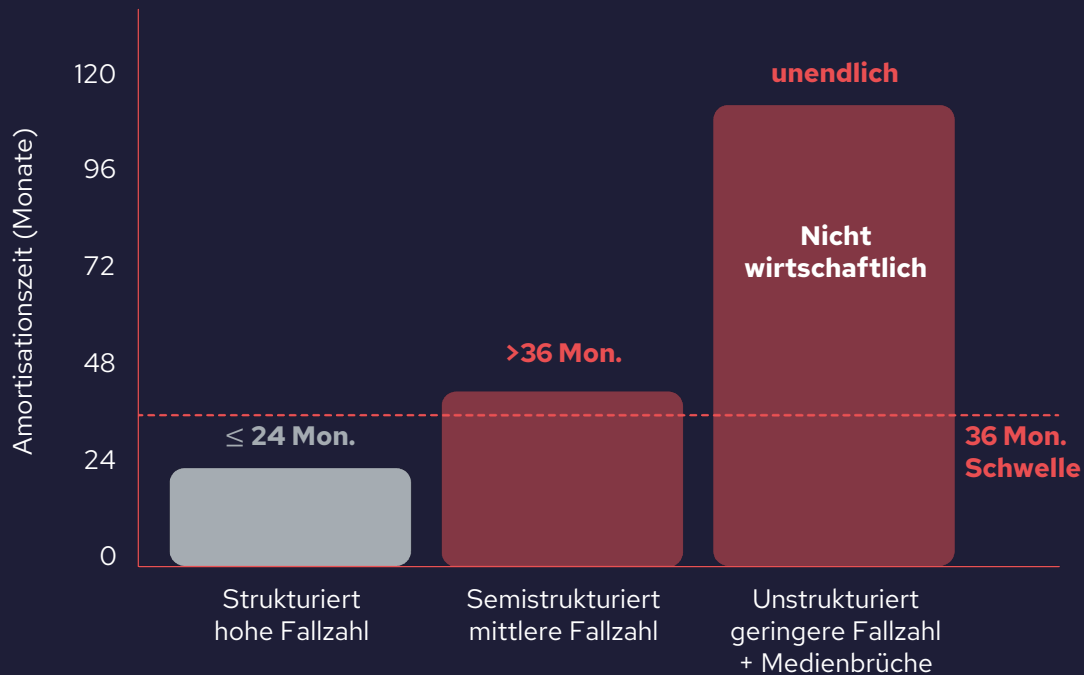 Amortisationszeit (Monate)
120
96
72
48
24
0
≤ 24 Mon.
>36 Mon.
unendlich
Nicht
wirtschaftlich
36 Mon.
Schwelle
Strukturiert
hohe Fallzahl
Semistrukturiert
mittlere Fallzahl
Unstrukturiert
geringere Fallzahl
+ Medienbrüche